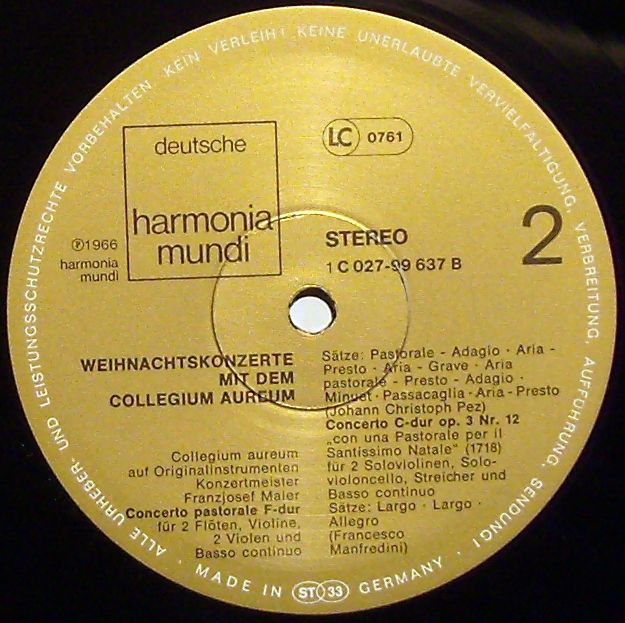 ALLE URHEBER- UND LEISTUNGSSCHUTZRECHTE VORBEHALTEN KEIN VERLEIH! KEINE UNERLAUBTE VERVIELFÄLTIGUNG, VERBREITUNG, AUFFÜHRUNG, SENDUNG!
deutsche
harmonia
mundi
LC 0761
℗1966
harmonia
mundi
STEREO
1 C 027-99 637 B
2
WEIHNACHTSKONZERTE
MIT DEM
COLLEGIUM AUREUM
Collegium aureum
auf Originalinstrumenten
Konzertmeister
Franzjosef Maier
Concerto pastorale F-dur
für 2 Flöten, Violine,
2 Violen und
Basso continuo
Sätze: Pastorale - Adagio · Aria -
Presto · Aria - Grave · Aria
pastorale - Presto - Adagio ·
Minuet · Passacaglia · Aria - Presto
(Johann Christoph Pez)
Concerto C-dur op. 3 Nr. 12
„con una Pastorale per il
Santissimo Natale" (1718)
für 2 Soloviolinen, Solo-
violoncello, Streicher und
Basso continuo
Sätze: Largo · Largo ·
Allegro
(Francesco
Manfredini)
· MADE IN ST 33 GERMANY ·